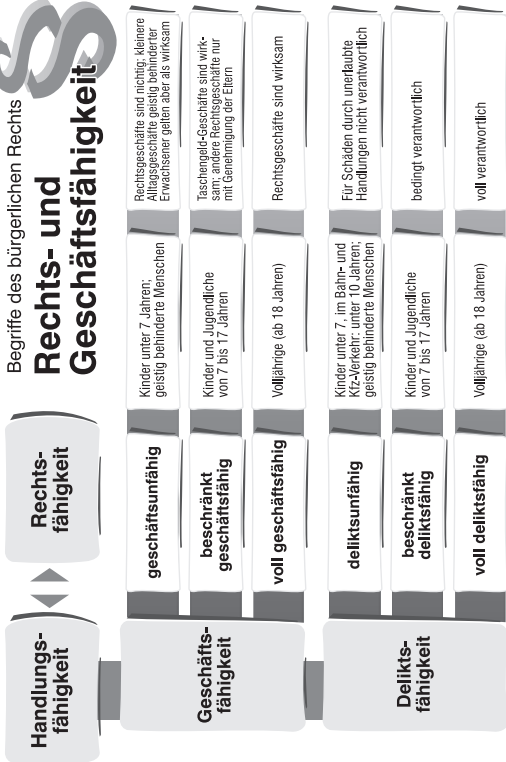 Begriffe des bürgerlichen Rechts
Rechts- und
Geschäftsfähigkeit
§
Handlungs-
fähigkeit
Rechts-
fähigkeit
Geschäfts-
fähigkeit
geschäftsunfähig
Kinder unter 7 Jahren;
geistig behinderte Menschen
Rechtsgeschäfte sind nichtig; kleinere
Alltagsgeschäfte geistig behinderter
Erwachsener gelten aber als wirksam
beschränkt
geschäftsfähig
Kinder und Jugendliche
von 7 bis 17 Jahren
Taschengeld-Geschäfte sind wirk-
sam; andere Rechtsgeschäfte nur
mit Genehmigung der Eltern
voll geschäftsfähig
Volljährige (ab 18 Jahren)
Rechtsgeschäfte sind wirksam
Delikts-
fähigkeit
deliktsunfähig
Kinder unter 7, im Bahn- und
Kfz-Verkehr: unter 10 Jahren;
geistig behinderte Menschen
Für Schäden durch unerlaubte
Handlungen nicht verantwortlich
beschränkt
deliktsfähig
Kinder und Jugendliche
von 7 bis 17 Jahren
bedingt verantwortlich
voll deliktsfähig
Volljährige (ab 18 Jahren)
voll verantwortlich